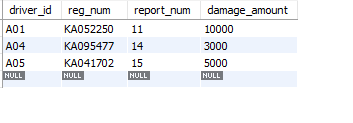 driver_id reg_num report_num damage_amount
A01 KA052250 11 10000
A04 KA095477 14 3000
A05 KA041702 15 5000
NULL NULL NULL NULL